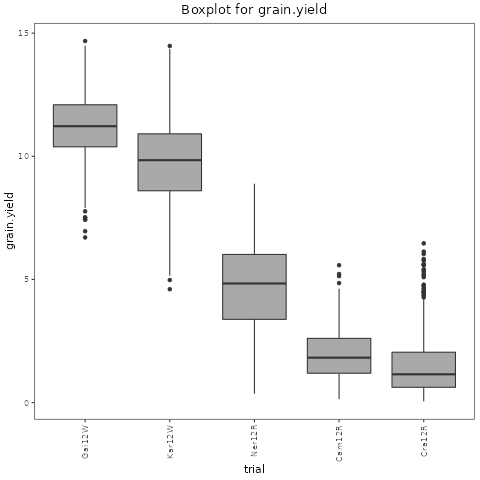 Boxplot for grain.yield
grain.yield
15
10
5
0
Gai12W
Kar12W
Ner12R
Cam12R
Cra12R
trial